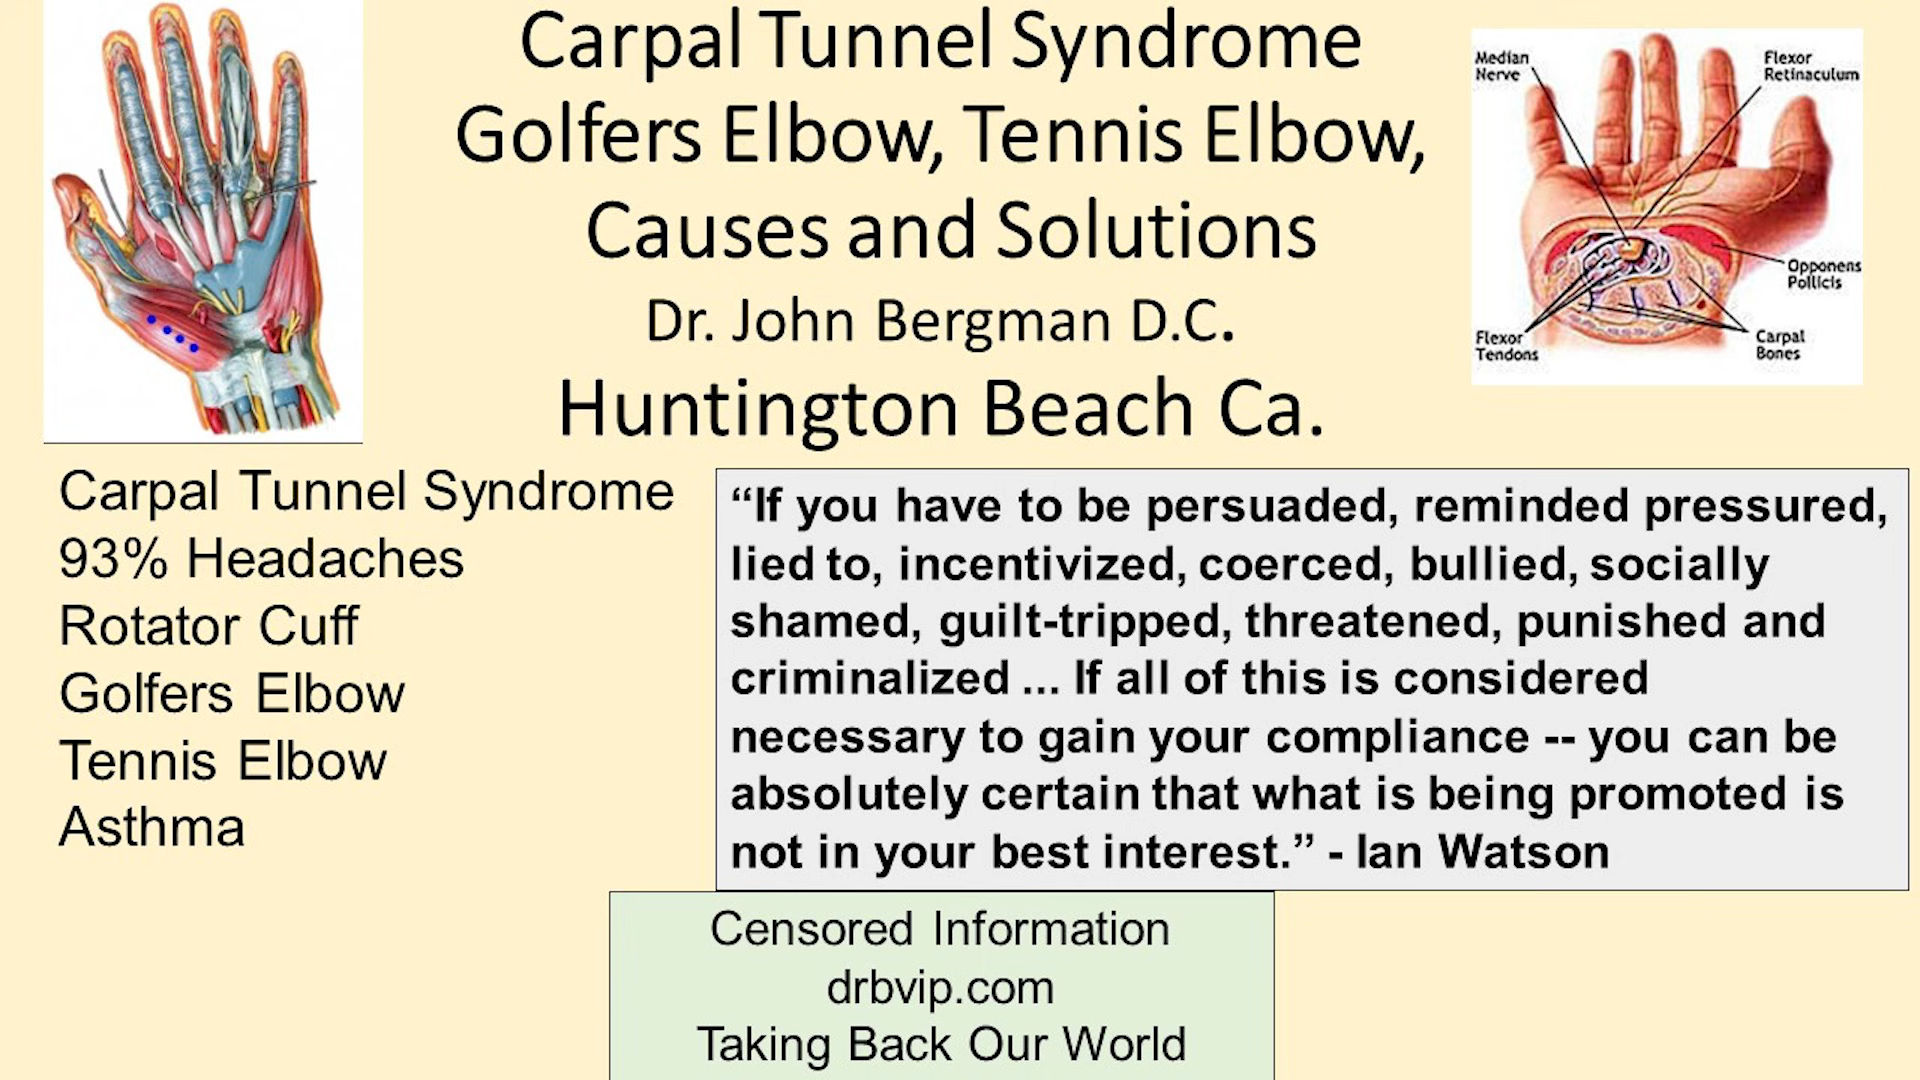 Carpal Tunnel Syndrome
Golfers Elbow, Tennis Elbow,
Causes and Solutions
Dr. John Bergman D.C.
Huntington Beach Ca.
Median
Nerve
Flexor
Retinaculum
Opponens
Pollicis
Flexor
Tendons
Carpal
Bones
Carpal Tunnel Syndrome
93% Headaches
Rotator Cuff
Golfers Elbow
Tennis Elbow
Asthma
“If you have to be persuaded, reminded pressured,
lied to, incentivized, coerced, bullied, socially
shamed, guilt-tripped, threatened, punished and
criminalized ... If all of this is considered
necessary to gain your compliance -- you can be
absolutely certain that what is being promoted is
not in your best interest.” - Ian Watson
Censored Information
drbvip.com
Taking Back Our World